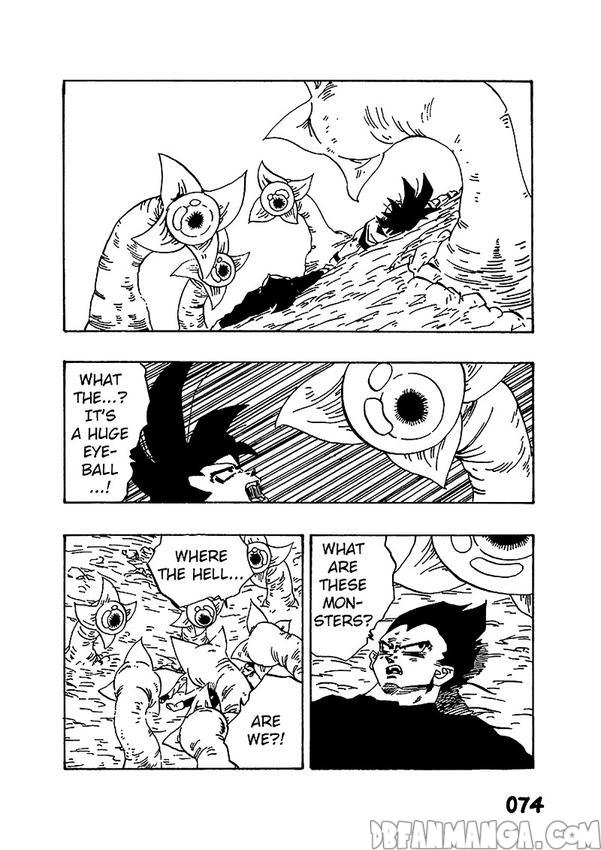 WHAT
THE...?
IT'S
A HUGE
EYE-
BALL
...!
WHAT
ARE
THESE
MON-
STERS?
WHERE
THE HELL...
ARE
WE?!
074
DBFANMANGA.COM